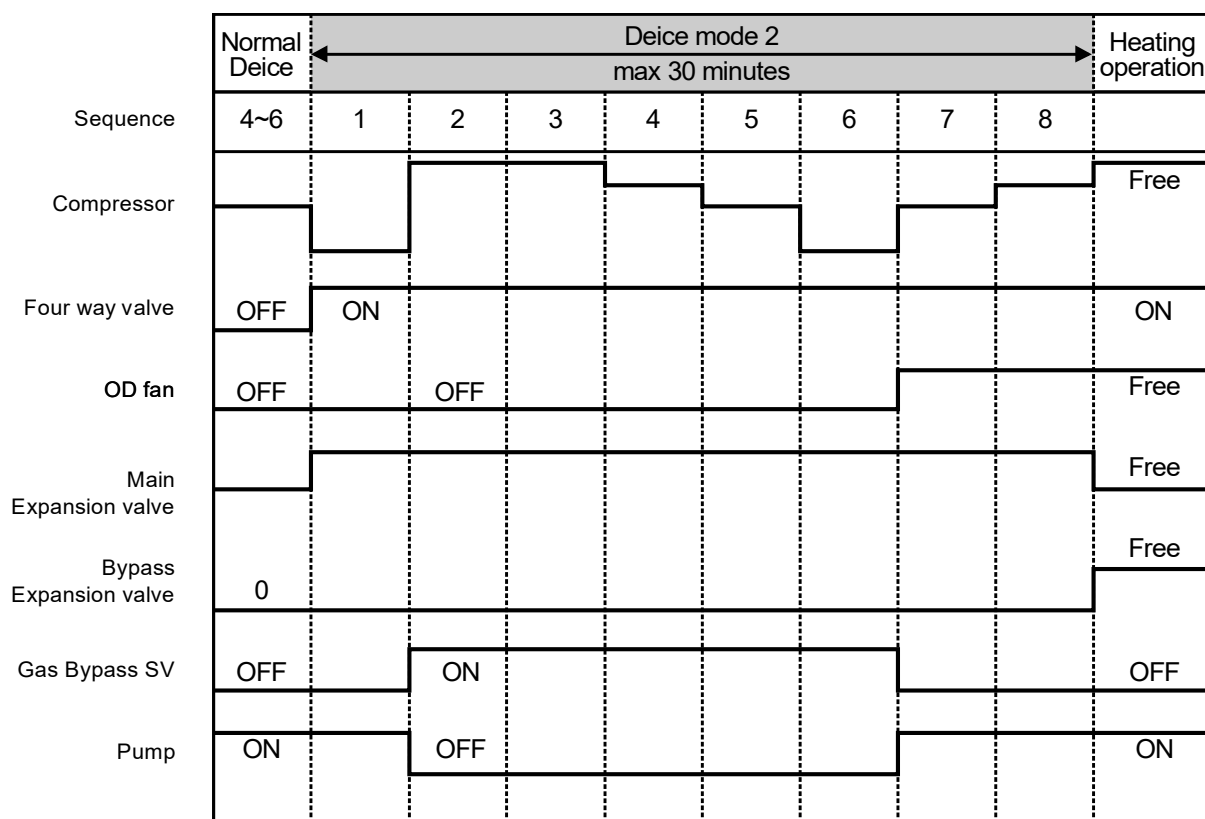 Normal Deice
Deice mode 2
max 30 minutes
Heating operation
Sequence 4~6 1 2 3 4 5 6 7 8
Compressor Free
Four way valve OFF ON ON
OD fan OFF OFF Free
Main Expansion valve Free
Bypass Expansion valve 0 Free
Gas Bypass SV OFF ON OFF
Pump ON OFF ON